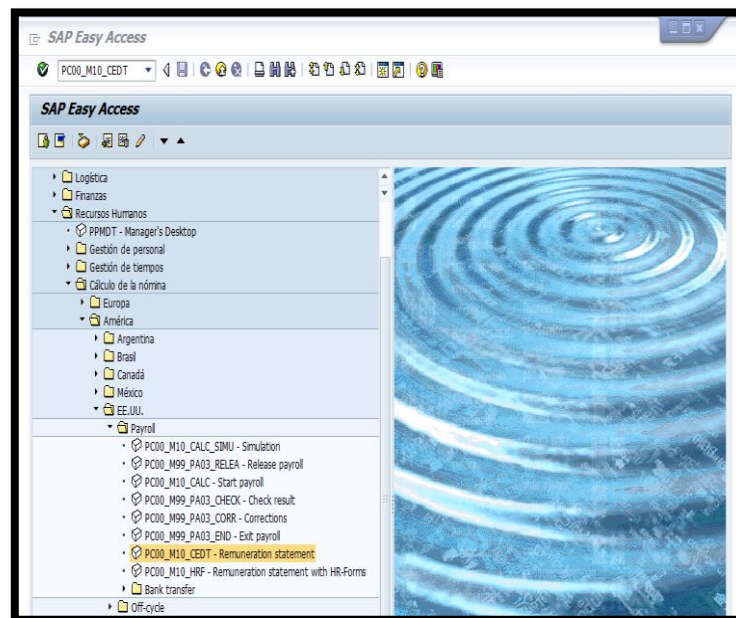 SAP Easy Access
PC00_M10_CEDT
SAP Easy Access
Logística
Finanzas
Recursos Humanos
PPMDT - Manager's Desktop
Gestión de personal
Gestión de tiempos
Cálculo de la nómina
Europa
América
Argentina
Brasil
Canadá
México
EE.UU.
Payroll
PC00_M10_CALC_SIMU - Simulation
PC00_M99_PA03_RELEA - Release payroll
PC00_M10_CALC - Start payroll
PC00_M99_PA03_CHECK - Check result
PC00_M99_PA03_CORR - Corrections
PC00_M99_PA03_END - Exit payroll
PC00_M10_CEDT - Remuneration statement
PC00_M10_HRF - Remuneration statement with HR-Forms
Bank transfer
Off-cycle